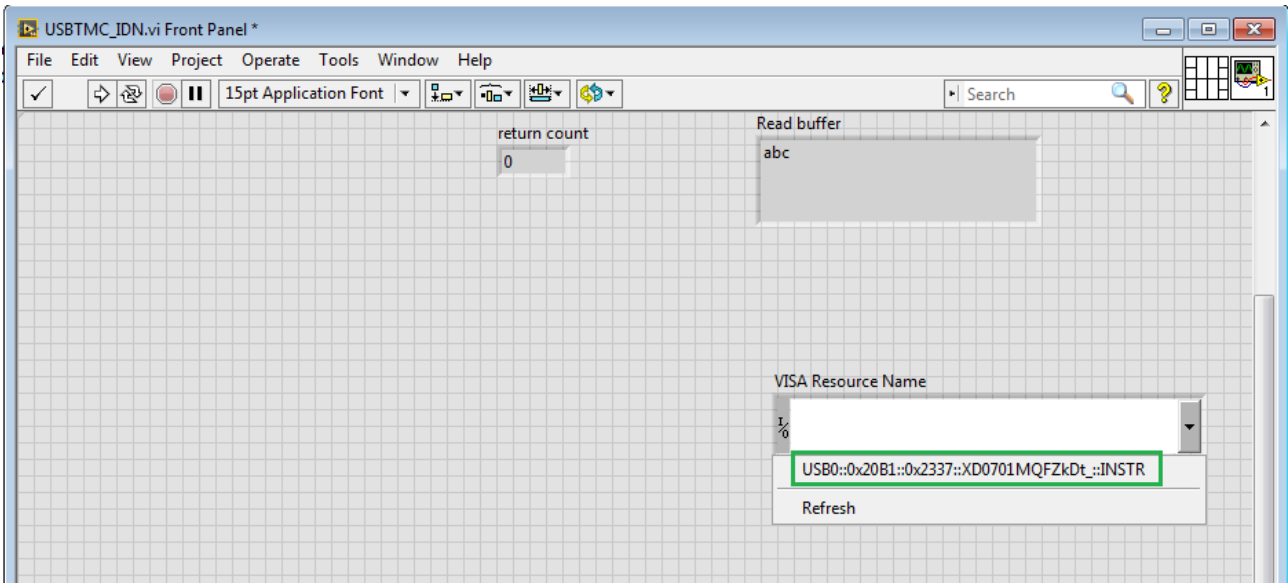 USBTMC_IDN.vi Front Panel *
File Edit View Project Operate Tools Window Help
15pt Application Font Search
1
return count
0
Read buffer
abc
VISA Resource Name
I/O
USB0::0x20B1::0x2337::XD0701MQFZkDt_::INSTR
Refresh